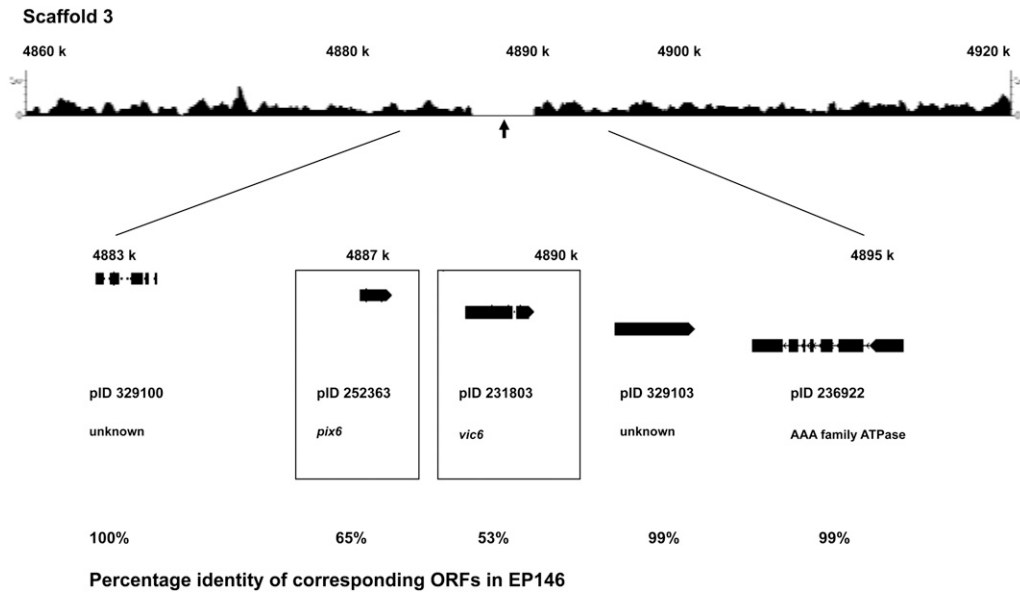 Scaffold 3
4860 k 4880 k 4890 k 4900 k 4920 k
0
4883 k 4887 k 4890 k 4895 k
pID 329100 pID 252363 pID 231803 pID 329103 pID 236922
unknown pix6 vic6 unknown AAA family ATPase
100% 65% 53% 99% 99%
Percentage identity of corresponding ORFs in EP146